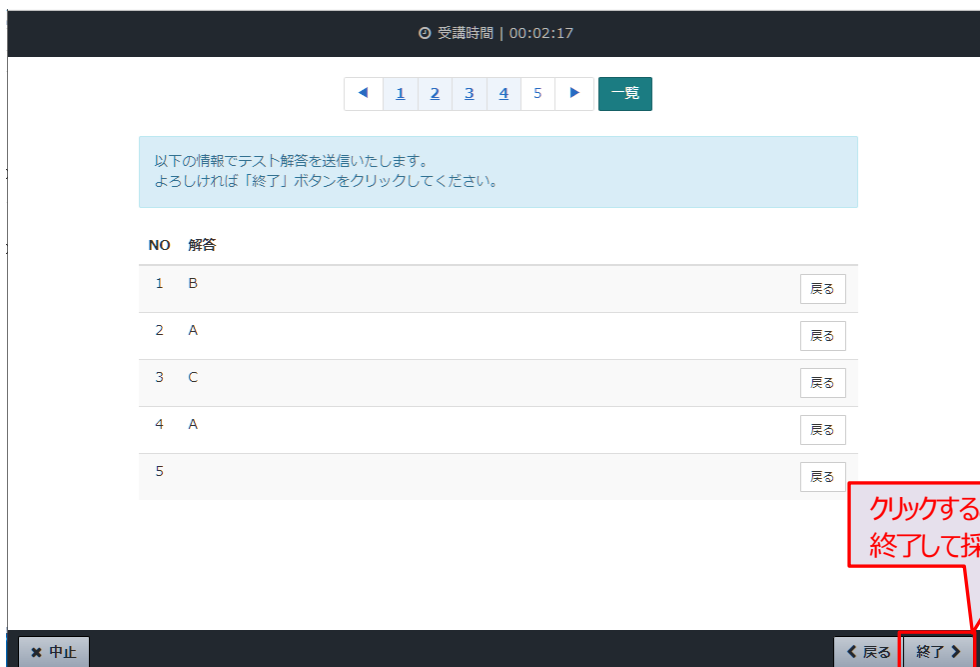 受講時間 | 00:02:17
◀ 1 2 3 4 5 ▶ 一覧
以下の情報でテスト解答を送信いたします。
よろしければ「終了」ボタンをクリックしてください。
NO 解答
1 B 戻る
2 A 戻る
3 C 戻る
4 A 戻る
5 戻る
クリックする
終了して採
✖ 中止 戻る 終了